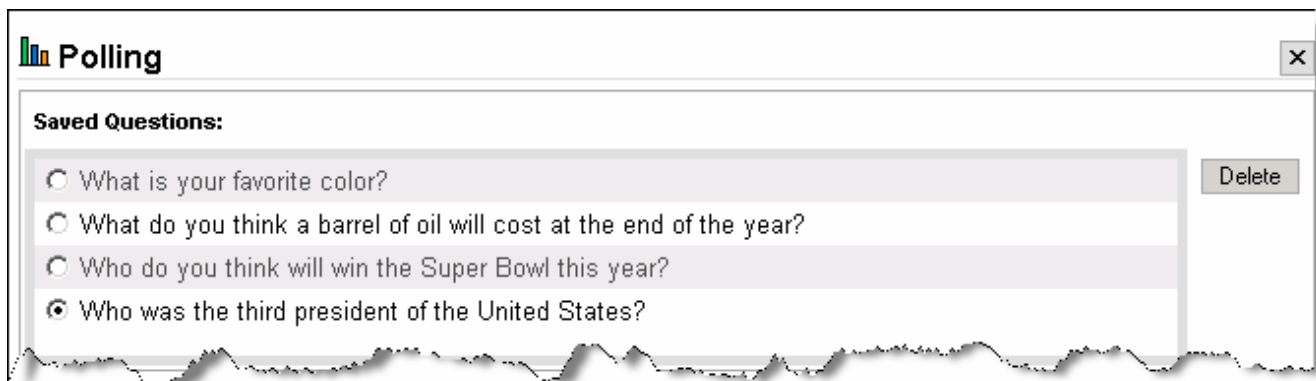 Polling
Saved Questions:
What is your favorite color?
Delete
What do you think a barrel of oil will cost at the end of the year?
Who do you think will win the Super Bowl this year?
Who was the third president of the United States?